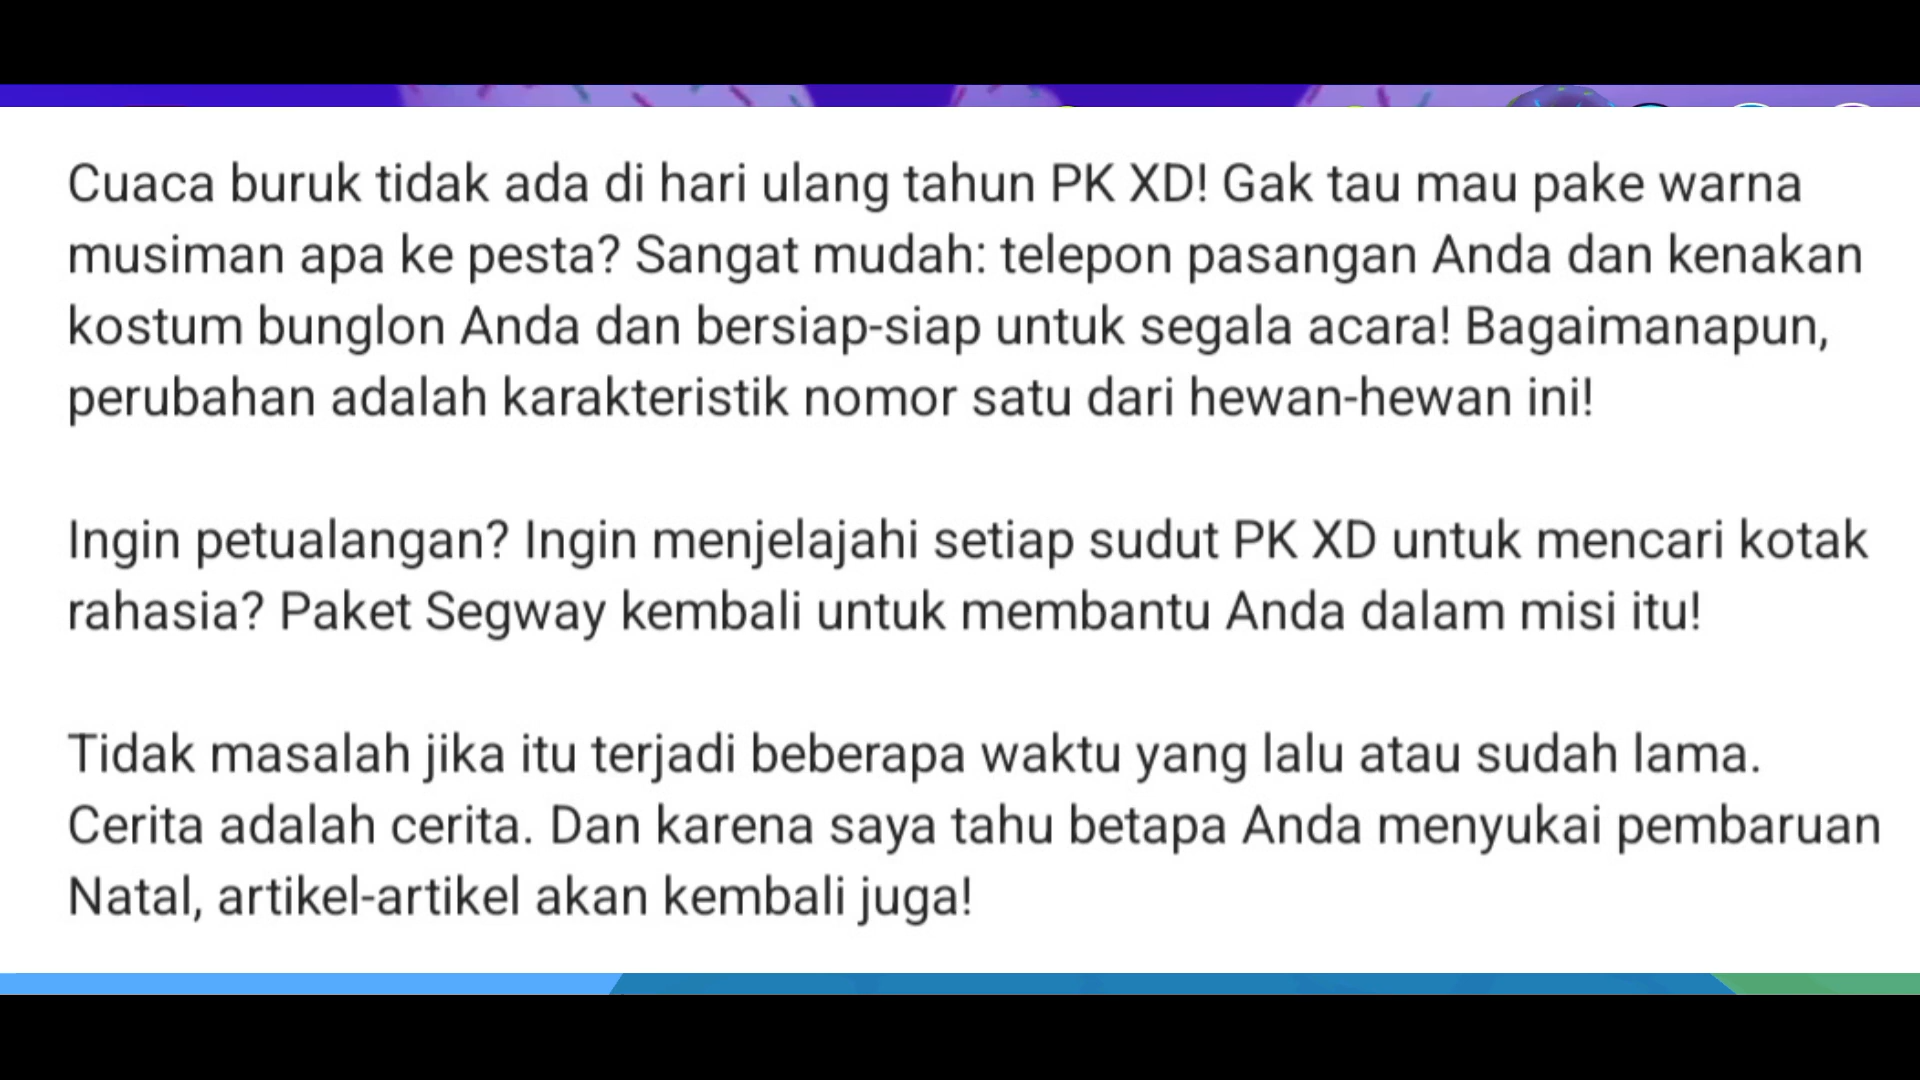 Cuaca buruk tidak ada di hari ulang tahun PK XD! Gak tau mau pake warna
musiman apa ke pesta? Sangat mudah: telepon pasangan Anda dan kenakan
kostum bunglon Anda dan bersiap-siap untuk segala acara! Bagaimanapun,
perubahan adalah karakteristik nomor satu dari hewan-hewan ini!
Ingin petualangan? Ingin menjelajahi setiap sudut PK XD untuk mencari kotak
rahasia? Paket Segway kembali untuk membantu Anda dalam misi itu!
Tidak masalah jika itu terjadi beberapa waktu yang lalu atau sudah lama.
Cerita adalah cerita. Dan karena saya tahu betapa Anda menyukai pembaruan
Natal, artikel-artikel akan kembali juga!